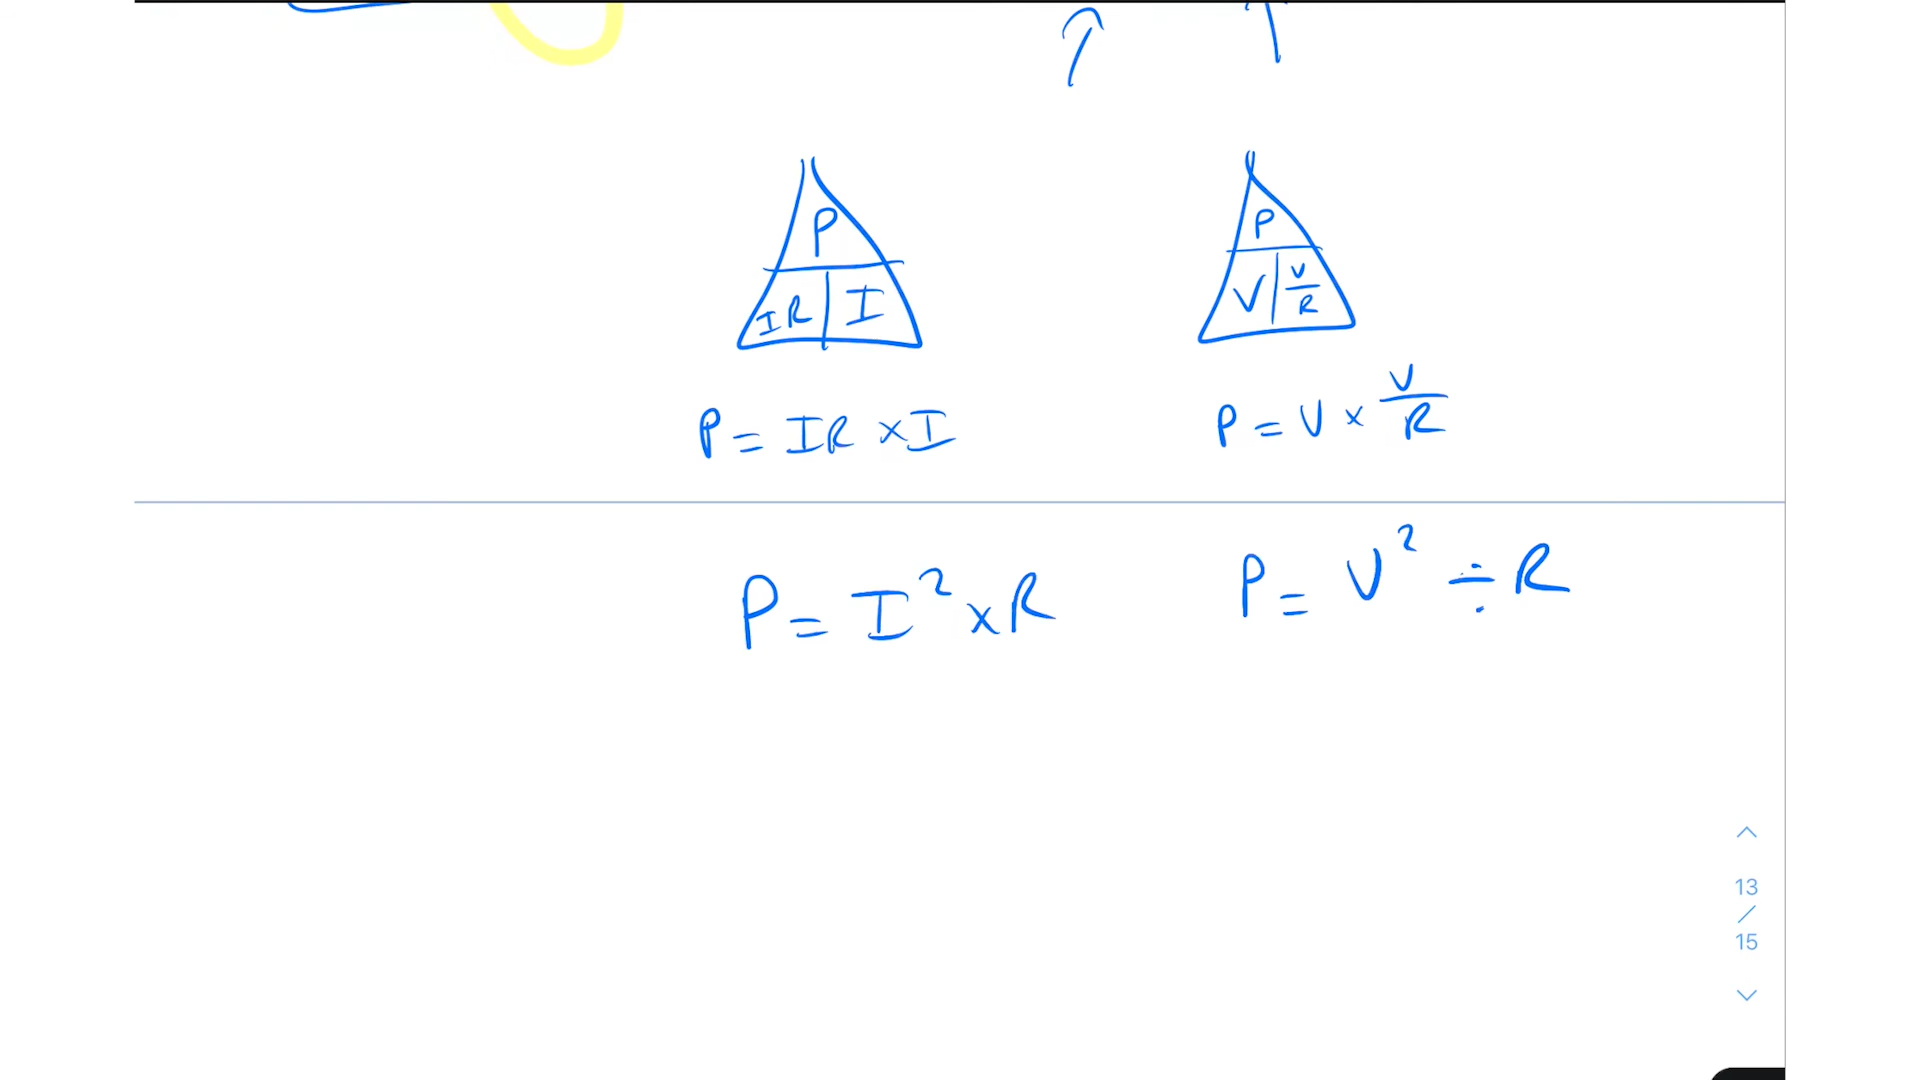 P
IR I
P = IR × I
P = I² × R
P
V V/R
P = V × V/R
P = V² ÷ R
13
/
15